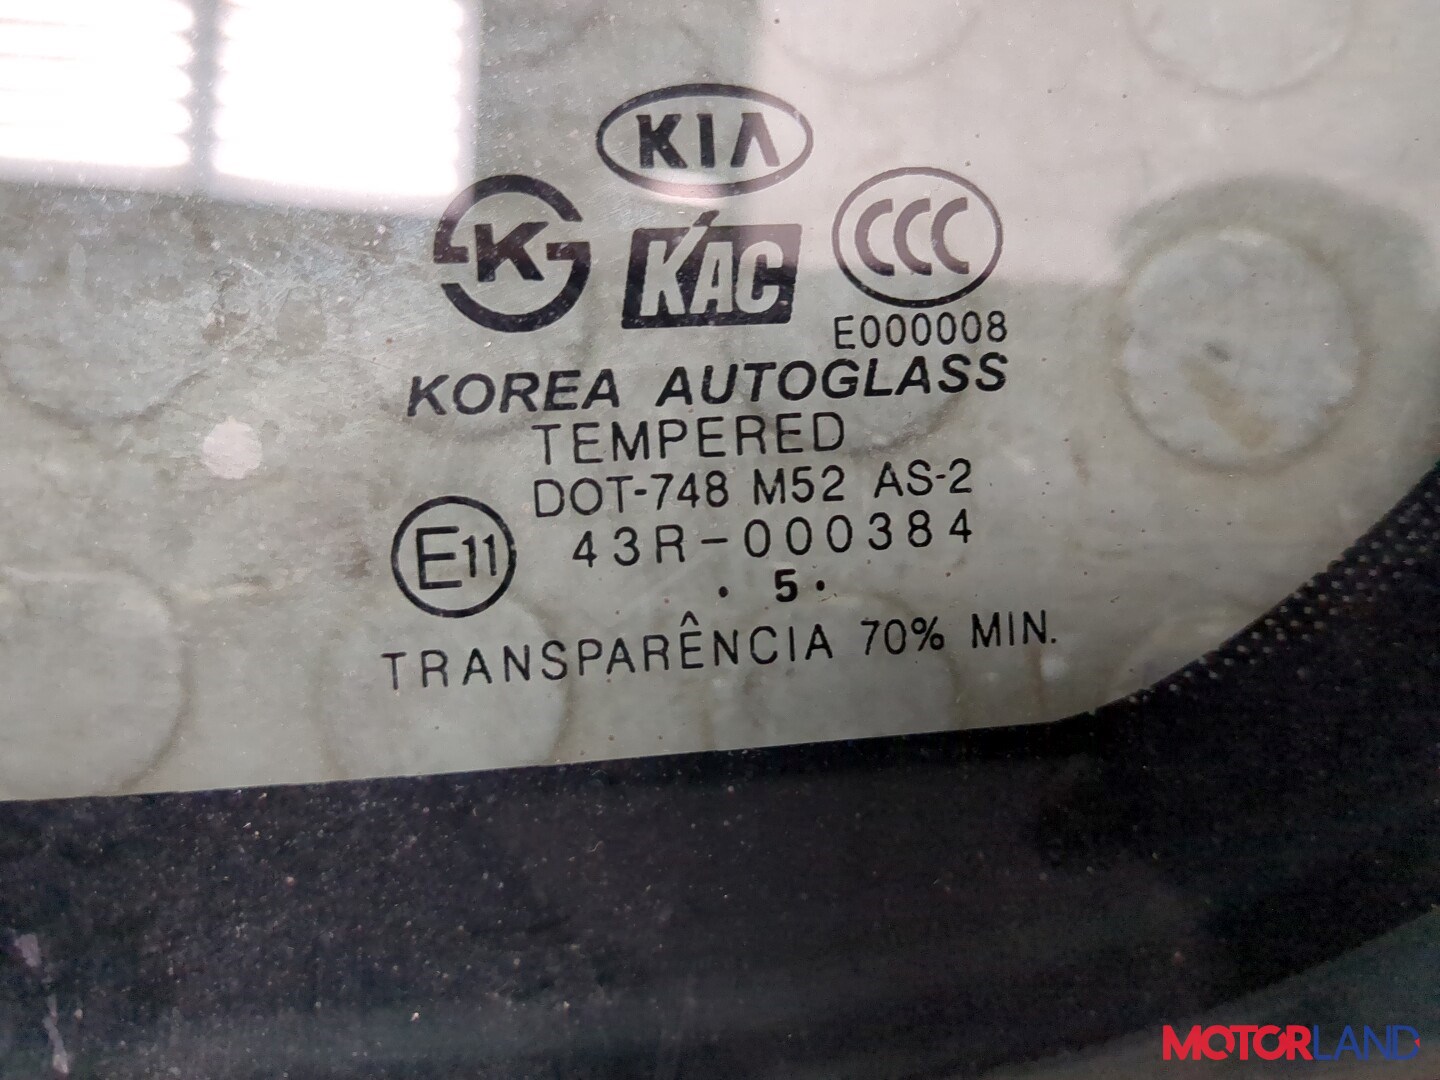 KIA
K
KAC
CCC
E000008
KOREA AUTOGLASS
TEMPERED
DOT-748 M52 AS-2
E11
43R-000384
. 5 .
TRANSPARÊNCIA 70% MIN.
MOTORLAND